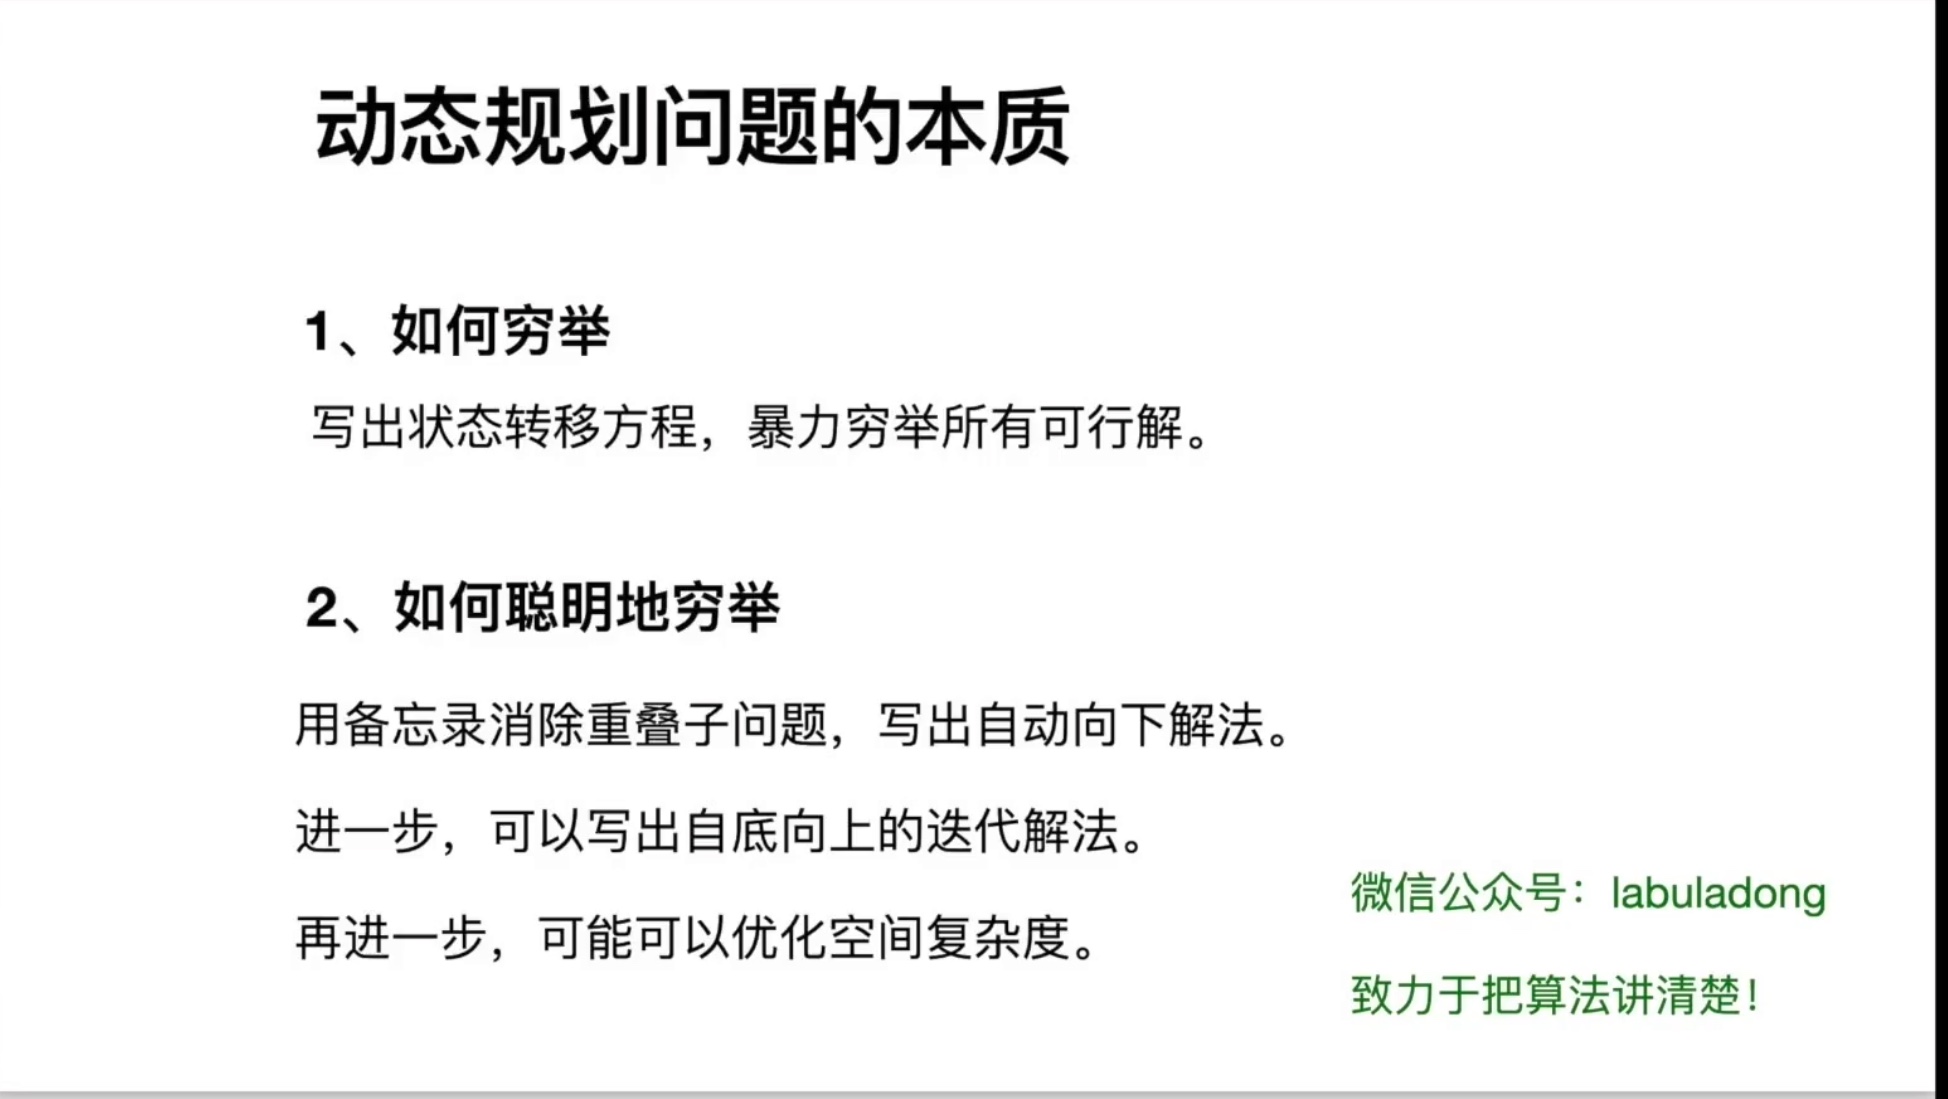 动态规划问题的本质
1、如何穷举
写出状态转移方程，暴力穷举所有可行解。
2、如何聪明地穷举
用备忘录消除重叠子问题，写出自动向下解法。
进一步，可以写出自底向上的迭代解法。
再进一步，可能可以优化空间复杂度。
微信公众号：labuladong
致力于把算法讲清楚！